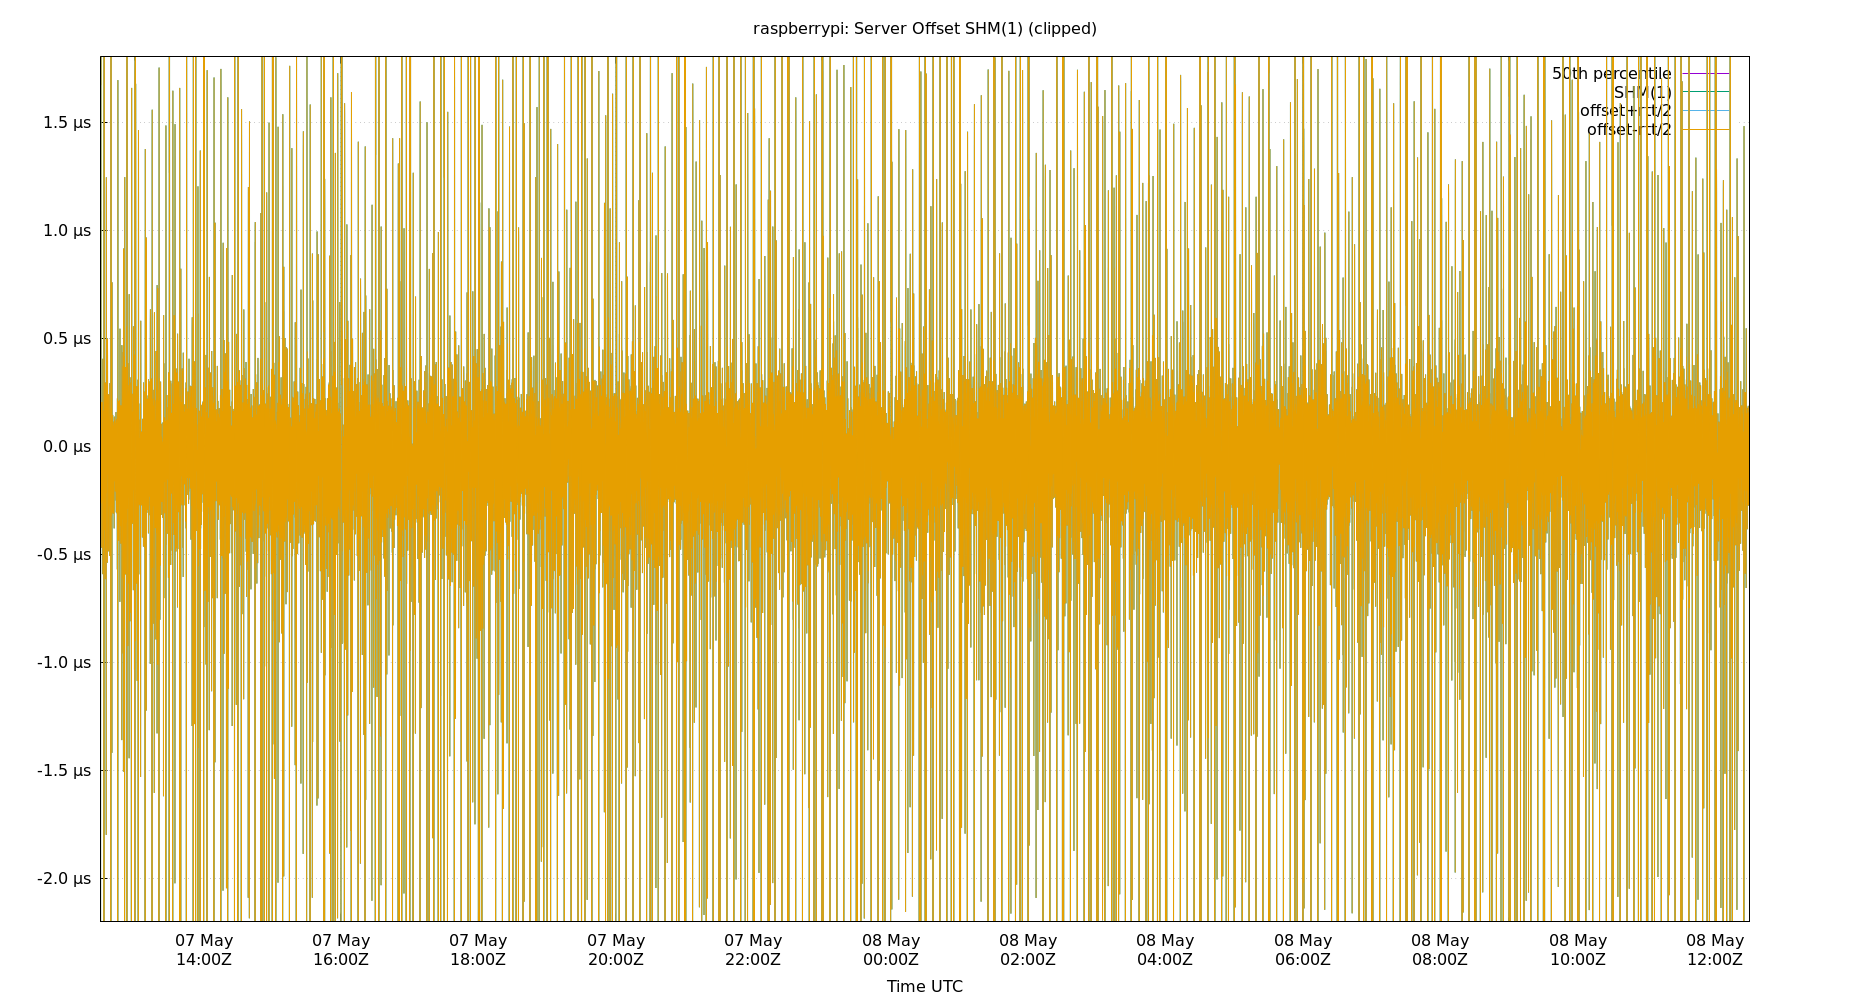 raspberrypi: Server Offset SHM(1) (clipped)
50th percentile
SHM(1)
offset+rtt/2
offset-rtt/2
1.5 µs
1.0 µs
0.5 µs
0.0 µs
-0.5 µs
-1.0 µs
-1.5 µs
-2.0 µs
07 May 07 May 07 May 07 May 07 May 08 May 08 May 08 May 08 May 08 May 08 May 08 May
14:00Z 16:00Z 18:00Z 20:00Z 22:00Z 00:00Z 02:00Z 04:00Z 06:00Z 08:00Z 10:00Z 12:00Z
Time UTC